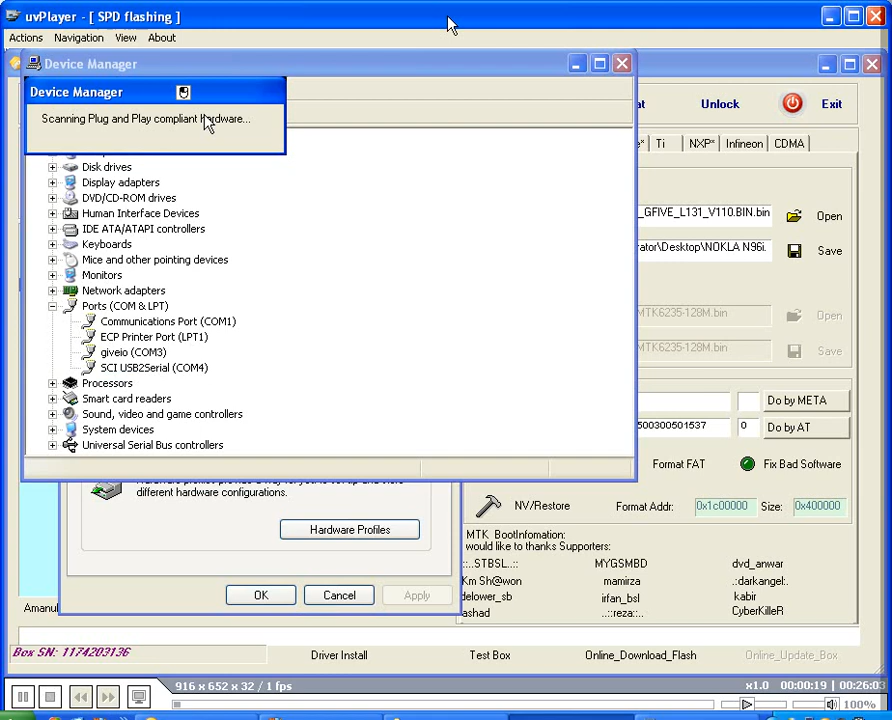 uvPlayer - [ SPD flashing ]
Actions Navigation View About
Device Manager
Device Manager
Scanning Plug and Play compliant hardware...
Unlock Exit
Ti NXP* Infineon CDMA
Disk drives
Display adapters
DVD/CD-ROM drives
Human Interface Devices
IDE ATA/ATAPI controllers
Keyboards
Mice and other pointing devices
Monitors
Network adapters
Ports (COM & LPT)
Communications Port (COM1)
ECP Printer Port (LPT1)
giveio (COM3)
SCI USB2Serial (COM4)
Processors
Smart card readers
Sound, video and game controllers
System devices
Universal Serial Bus controllers
_GFIVE_L131_V110.BIN.bin Open
rator\Desktop\NOKLA N96i. Save
MTK6235-128M.bin Open
MTK6235-128M.bin Save
Do by META
500300501537 0 Do by AT
Format FAT Fix Bad Software
NV/Restore Format Addr: 0x1c00000 Size: 0x400000
different hardware configurations.
Hardware Profiles
OK Cancel Apply
MTK BootInfomation:
would like to thanks Supporters:
::..STBSL..:: MYGSMBD dvd_anwar
Km Sh@won mamirza .:darkangel:.
delower_sb irfan_bsl kabir
ashad ..::reza::.. CyberKilleR
Amanul
Box SN: 1174203136
Driver Install Test Box Online_Download_Flash Online_Update_Box
916 x 652 x 32 / 1 fps x1.0 00:00:19 | 00:26:03
100%